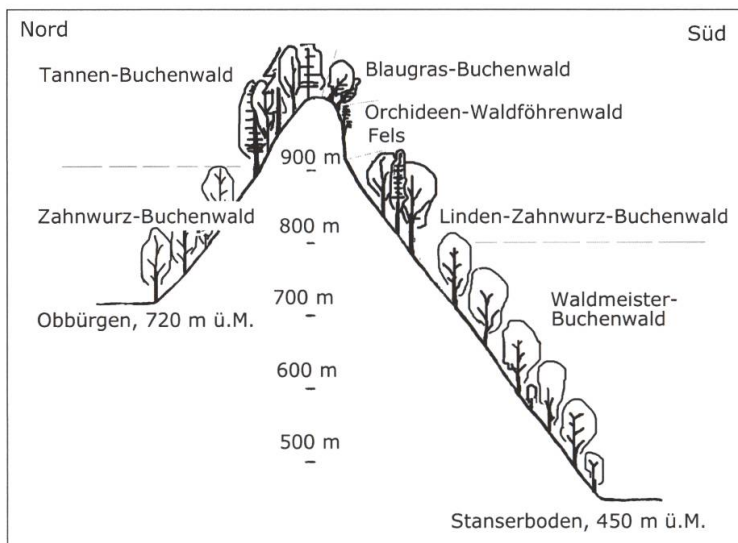 Nord
Süd
Tannen-Buchenwald
Blaugras-Buchenwald
Orchideen-Waldföhrenwald
Fels
900 m
Zahnwurz-Buchenwald
800 m
Linden-Zahnwurz-Buchenwald
700 m
Waldmeister-
Buchenwald
Obbürgen, 720 m ü.M.
600 m
500 m
Stanserboden, 450 m ü.M.